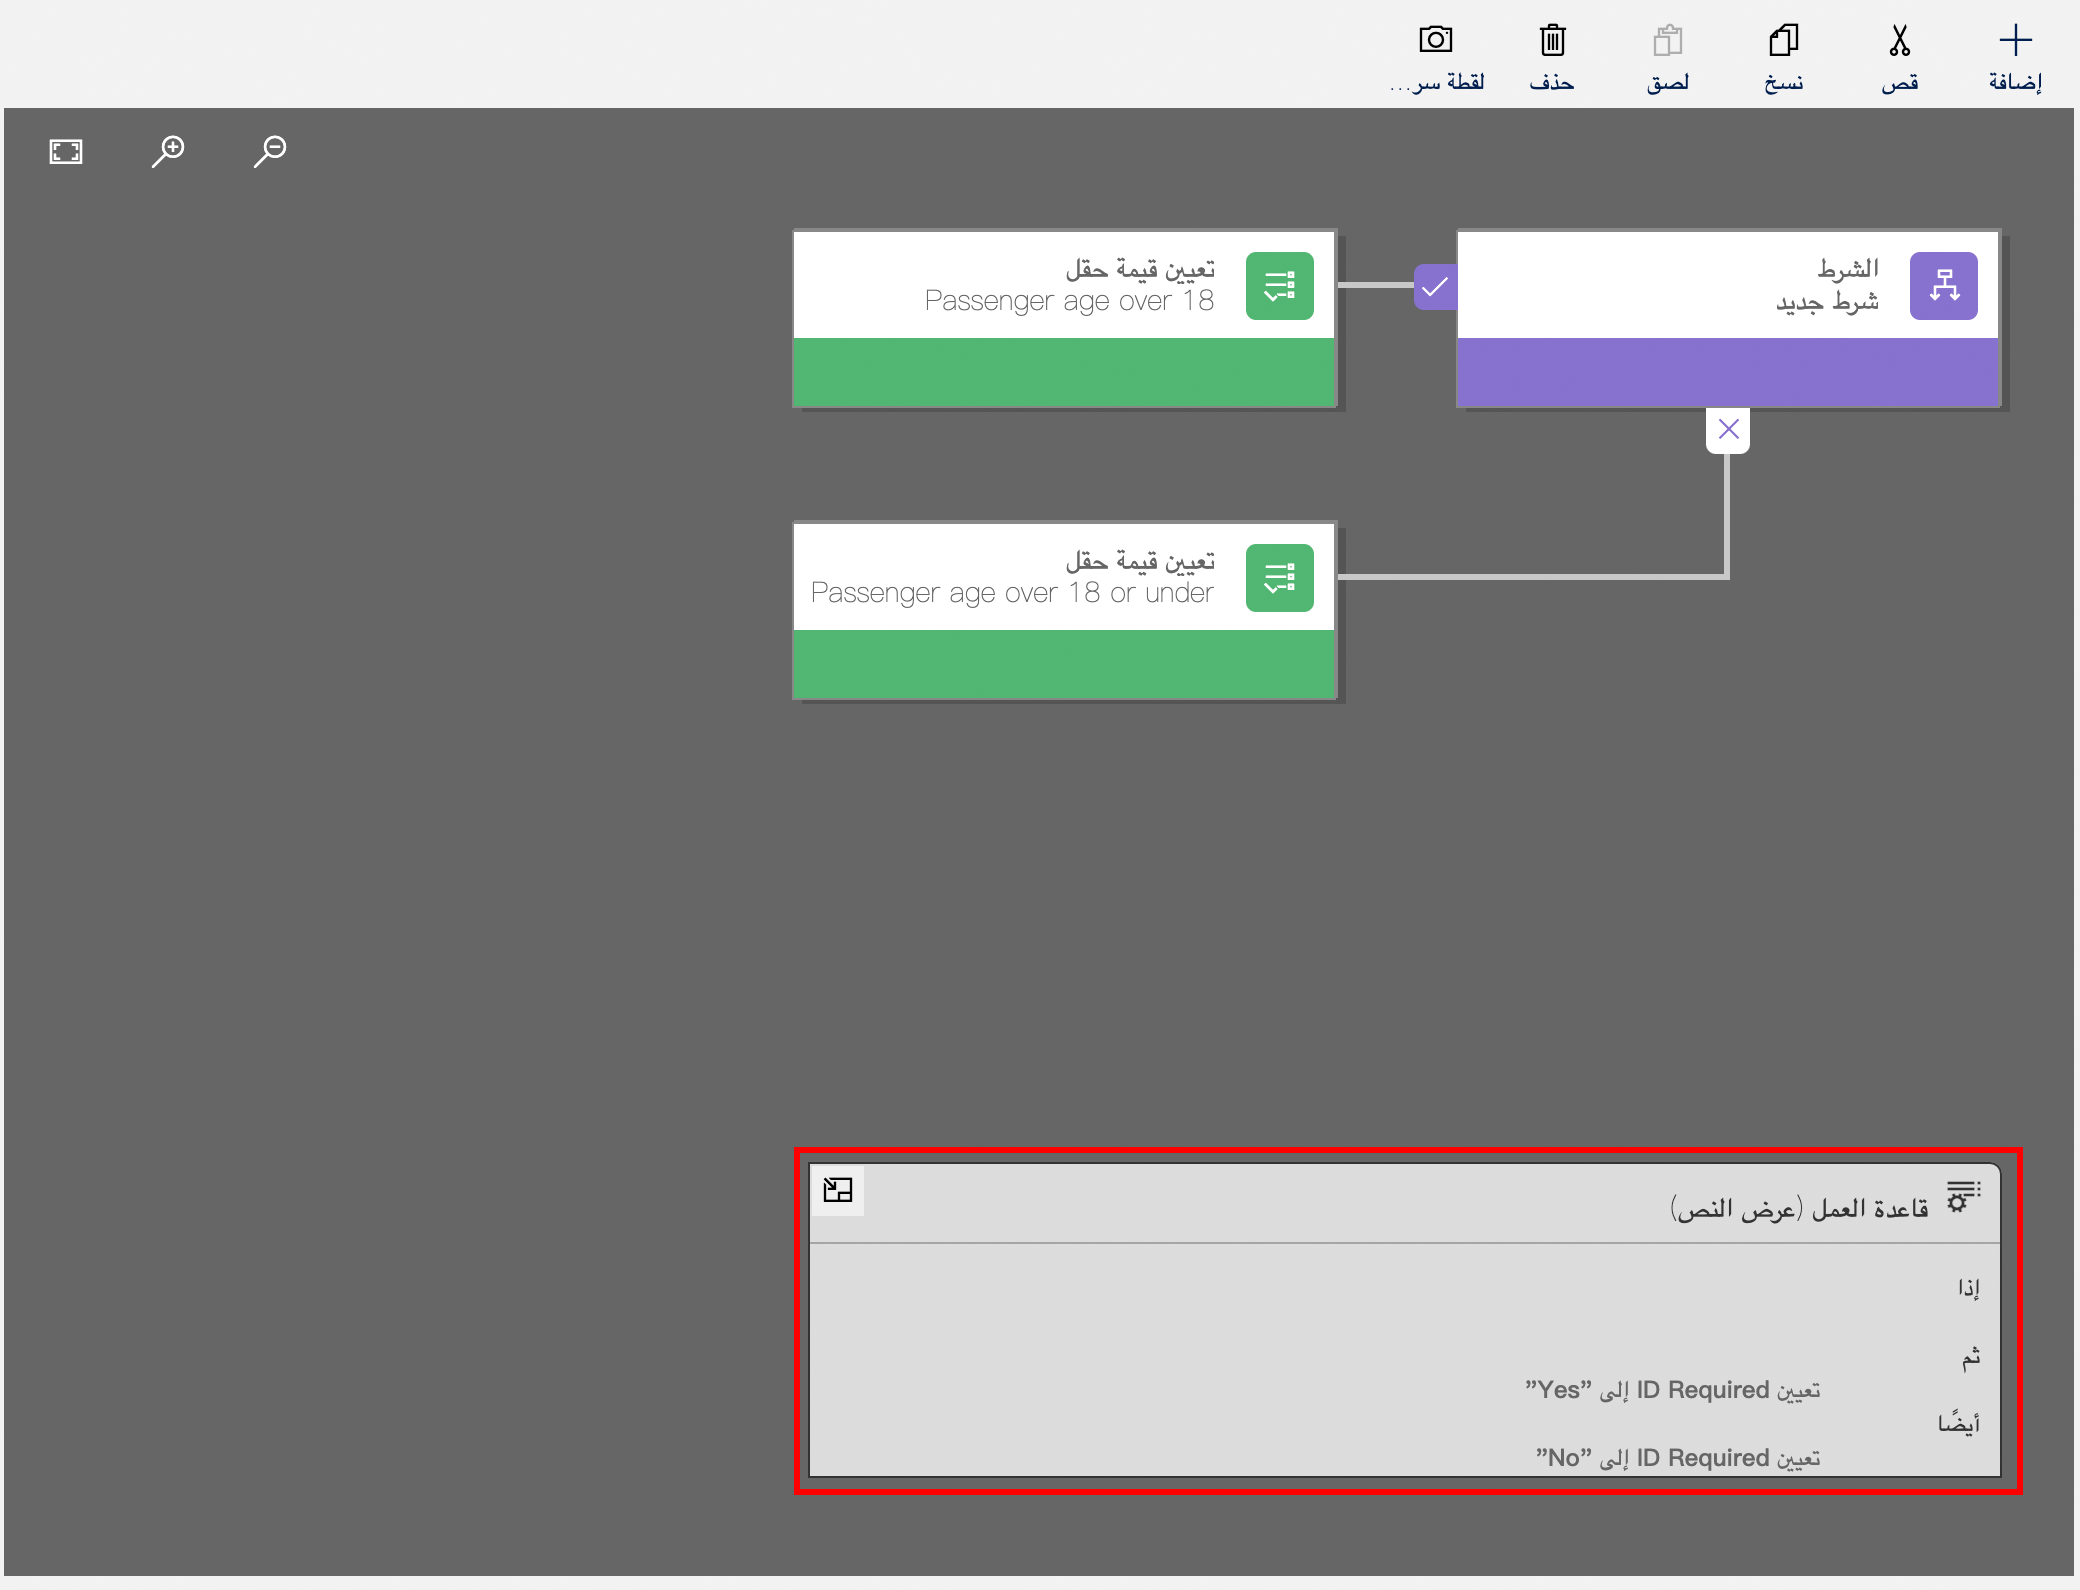 إضافة
قص
نسخ
لصق
حذف
لقطة سر...
الشرط
شرط جديد
تعيين قيمة حقل
Passenger age over 18
تعيين قيمة حقل
Passenger age over 18 or under
قاعدة العمل (عرض النص)
إذا
ثم
تعيين ID Required إلى "Yes"
أيضًا
تعيين ID Required إلى "No"